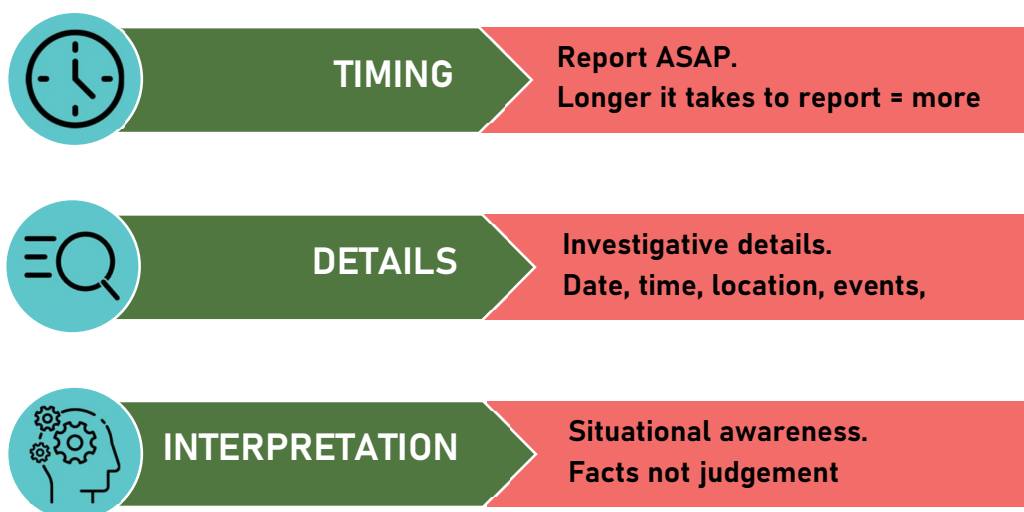 TIMING
Report ASAP.
Longer it takes to report = more
DETAILS
Investigative details.
Date, time, location, events,
INTERPRETATION
Situational awareness.
Facts not judgement